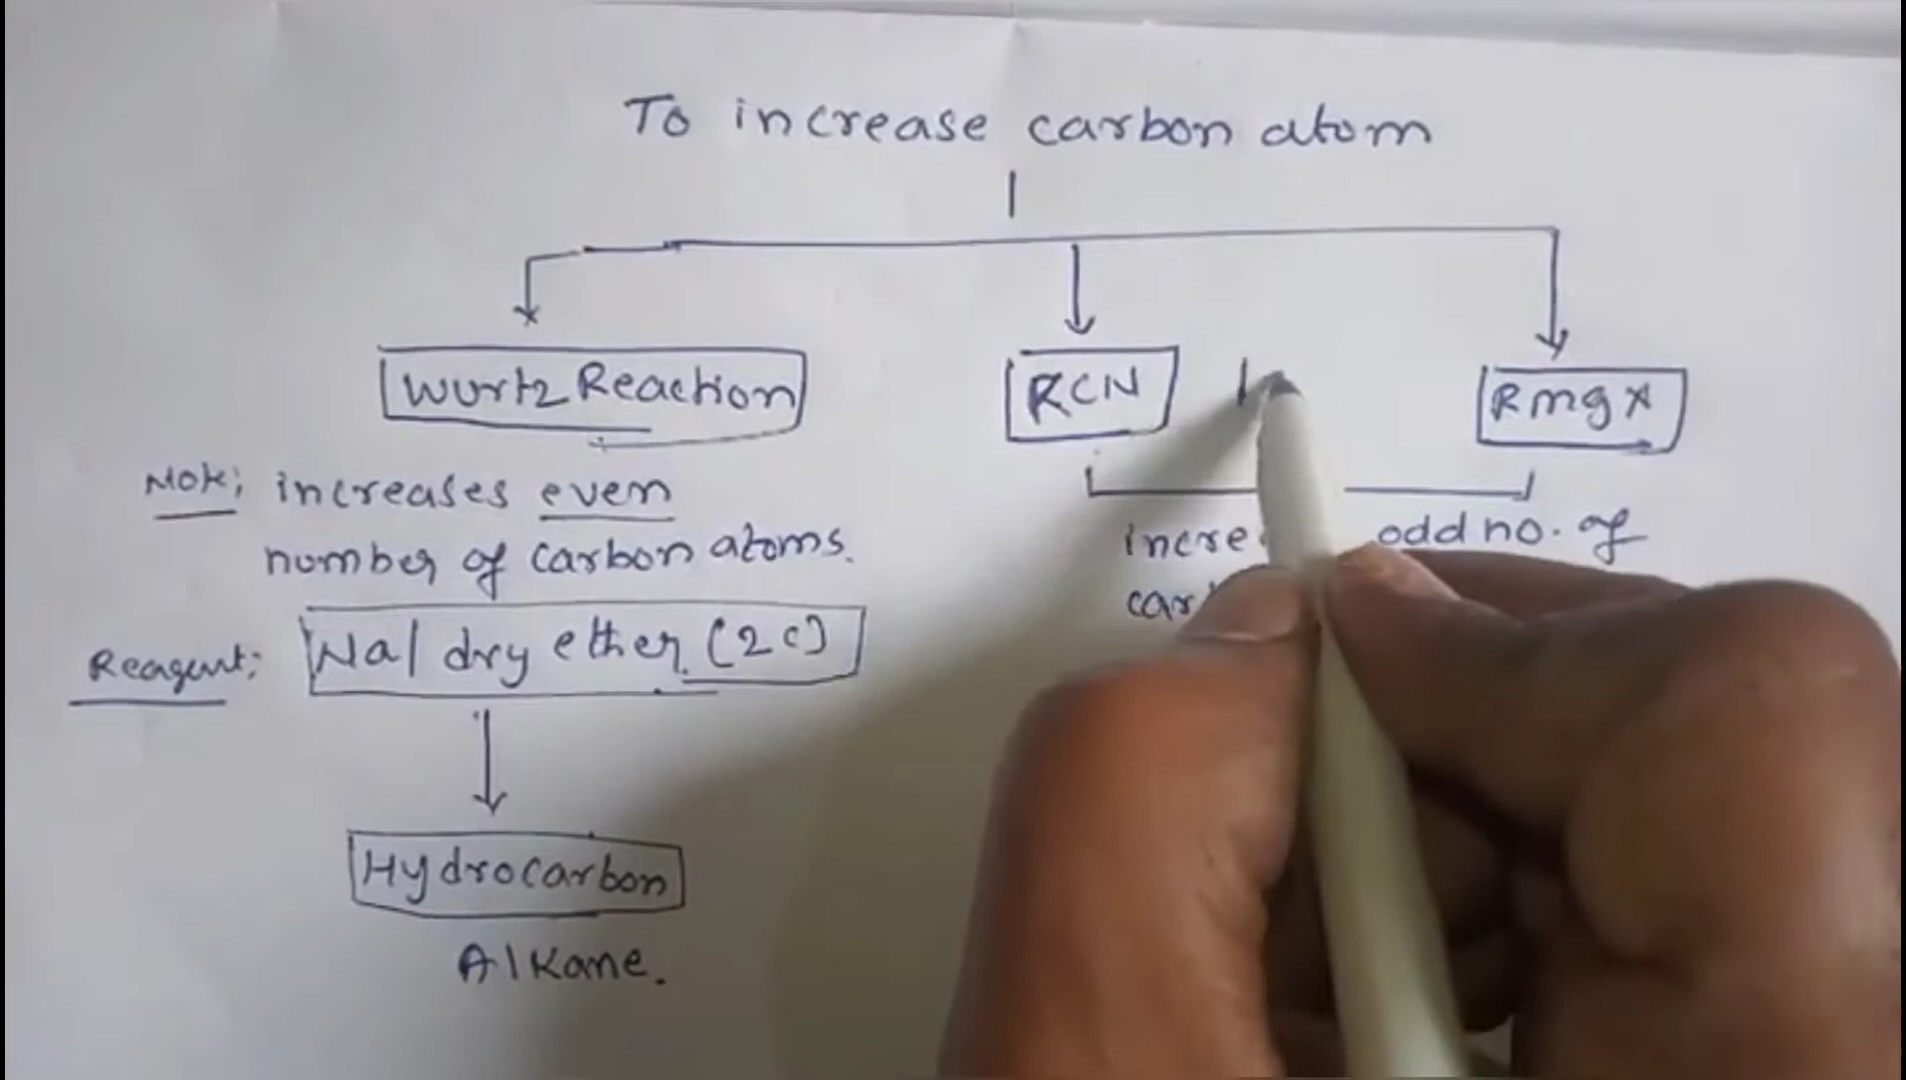 To increase carbon atom
Wurtz Reaction
RCN
RmgX
Note; increases even
number of carbon atoms.
odd no. of
Reagent: Na/ dry ether (2c)
Hydrocarbon
Alkane.